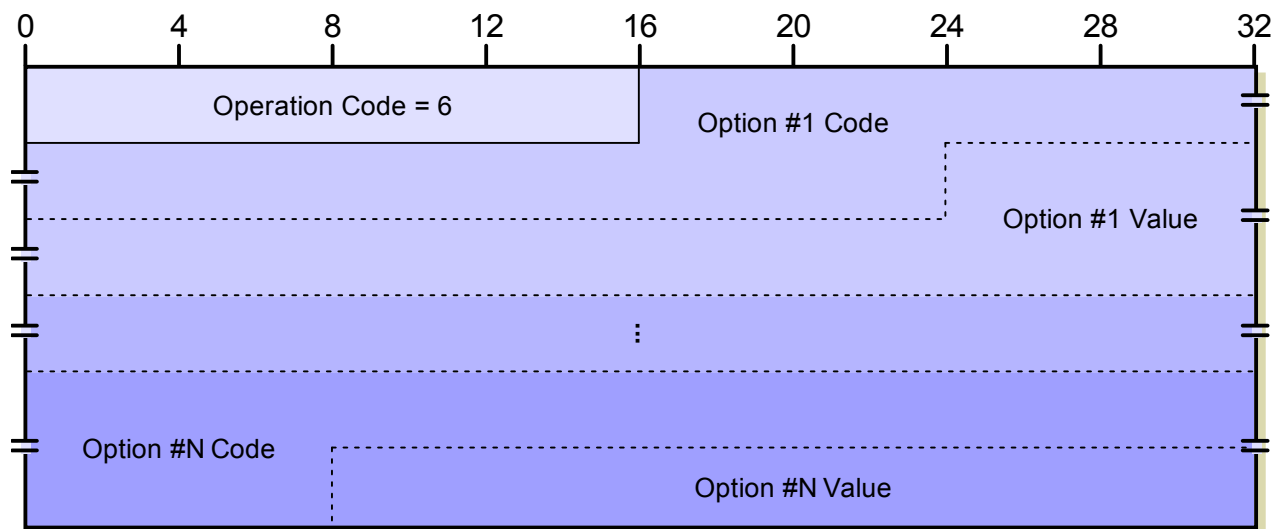 0 4 8 12 16 20 24 28 32
Operation Code = 6
Option #1 Code
Option #1 Value
⋮
Option #N Code
Option #N Value